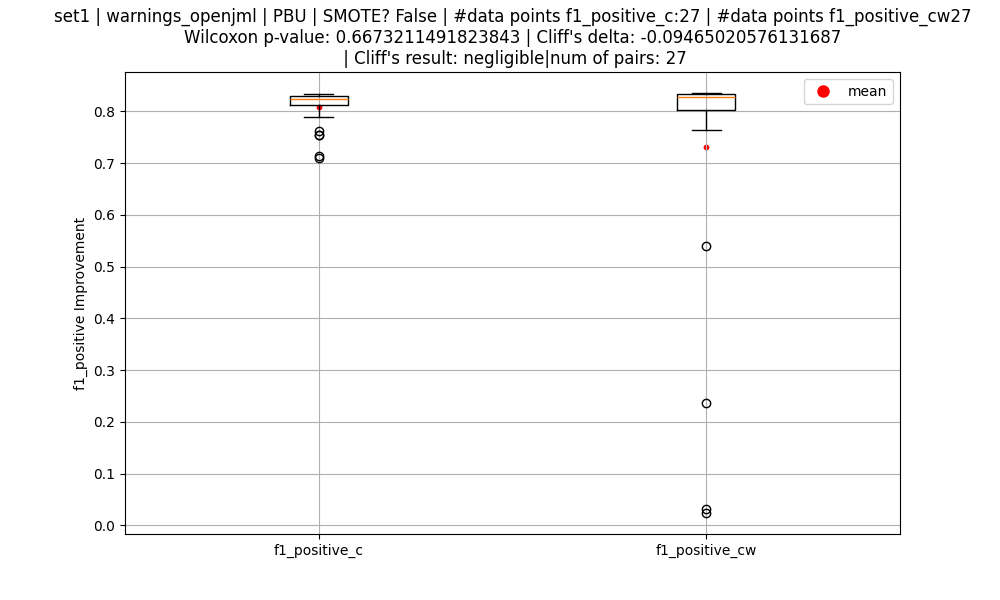 set1 | warnings_openjml | PBU | SMOTE? False | #data points f1_positive_c:27 | #data points f1_positive_cw27
Wilcoxon p-value: 0.6673211491823843 | Cliff's delta: -0.09465020576131687
| Cliff's result: negligible|num of pairs: 27
mean
f1_positive Improvement
0.8
0.7
0.6
0.5
0.4
0.3
0.2
0.1
0.0
f1_positive_c
f1_positive_cw